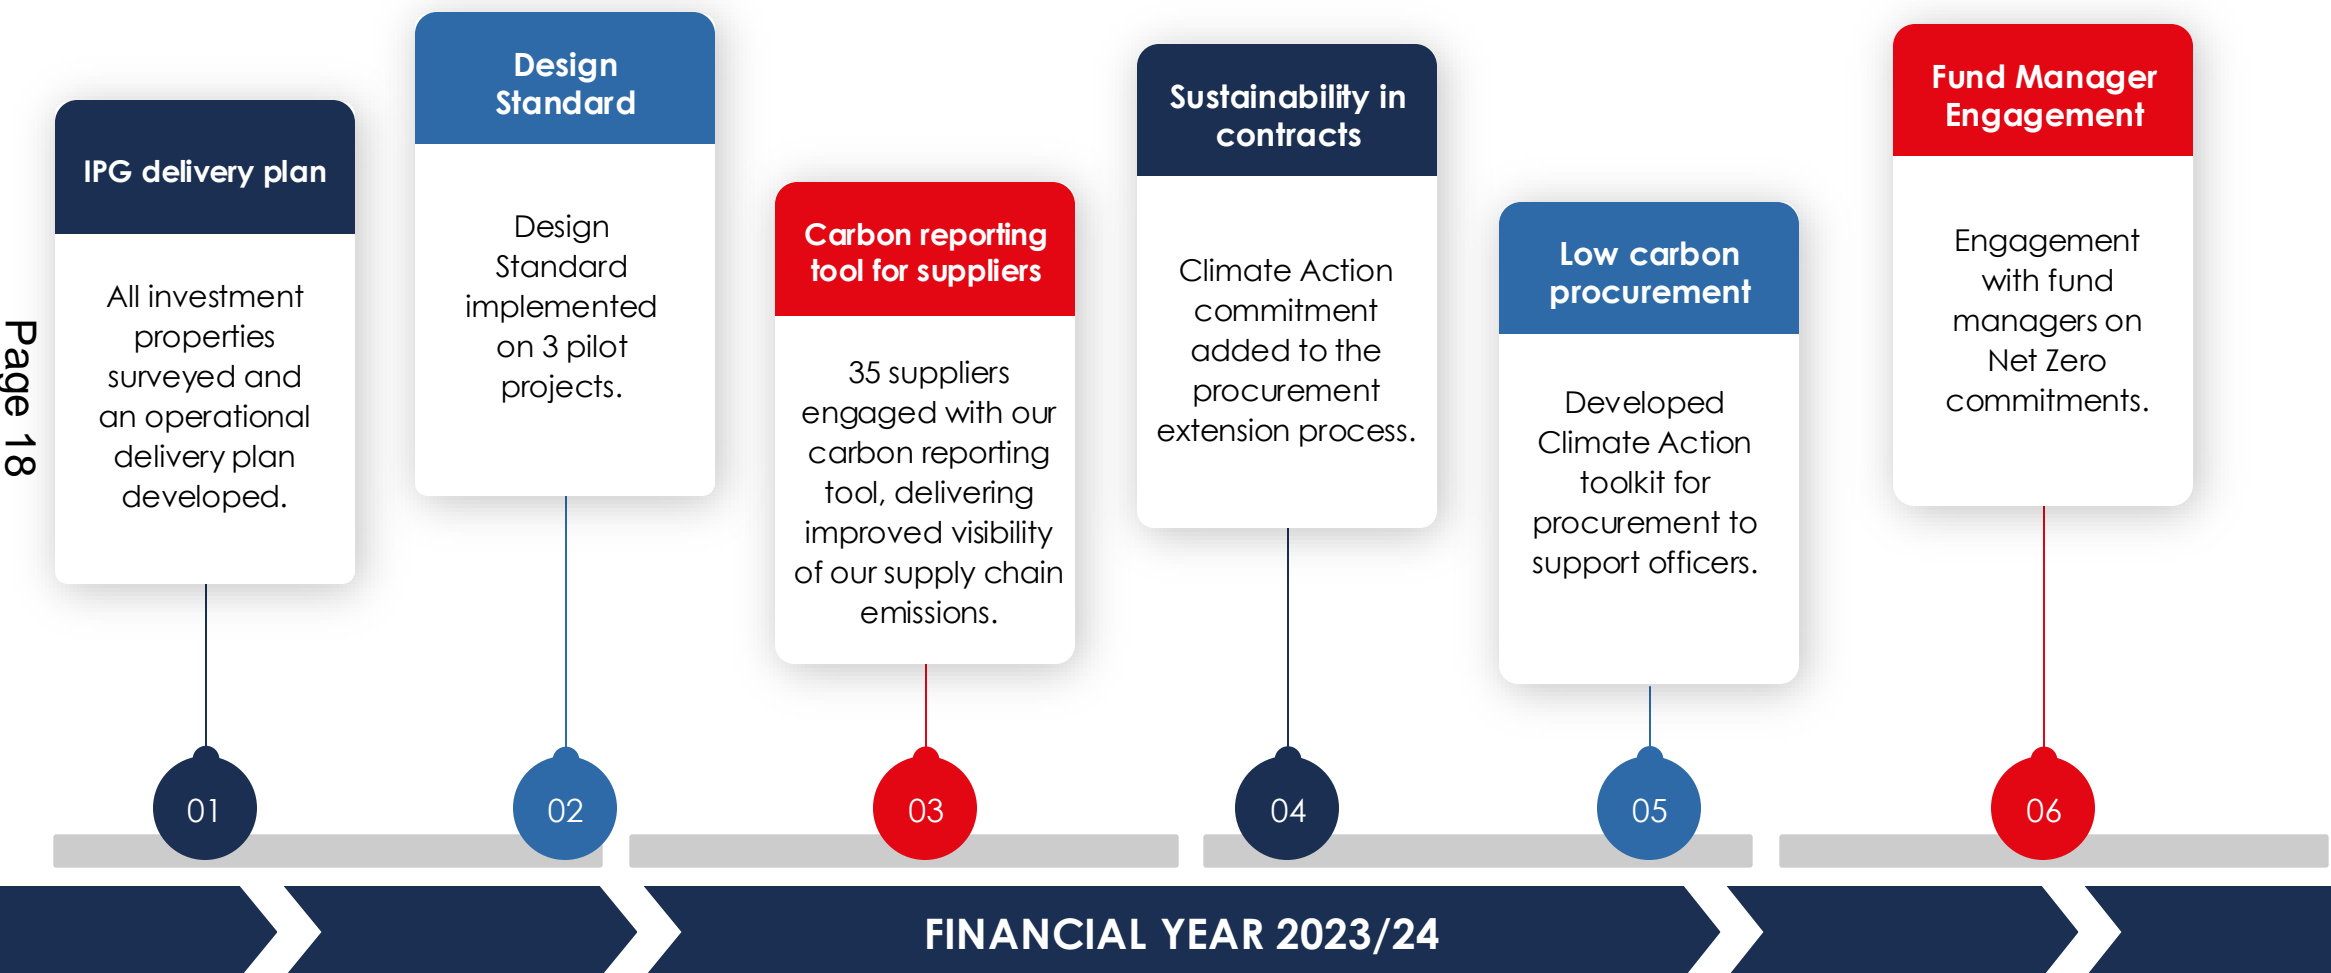 Page 18
IPG delivery plan
All investment
properties
surveyed and
an operational
delivery plan
developed.
01
Design
Standard
Design
Standard
implemented
on 3 pilot
projects.
02
Carbon reporting
tool for suppliers
35 suppliers
engaged with our
carbon reporting
tool, delivering
improved visibility
of our supply chain
emissions.
03
Sustainability in
contracts
Climate Action
commitment
added to the
procurement
extension process.
04
Low carbon
procurement
Developed
Climate Action
toolkit for
procurement to
support officers.
05
Fund Manager
Engagement
Engagement
with fund
managers on
Net Zero
commitments.
06
FINANCIAL YEAR 2023/24